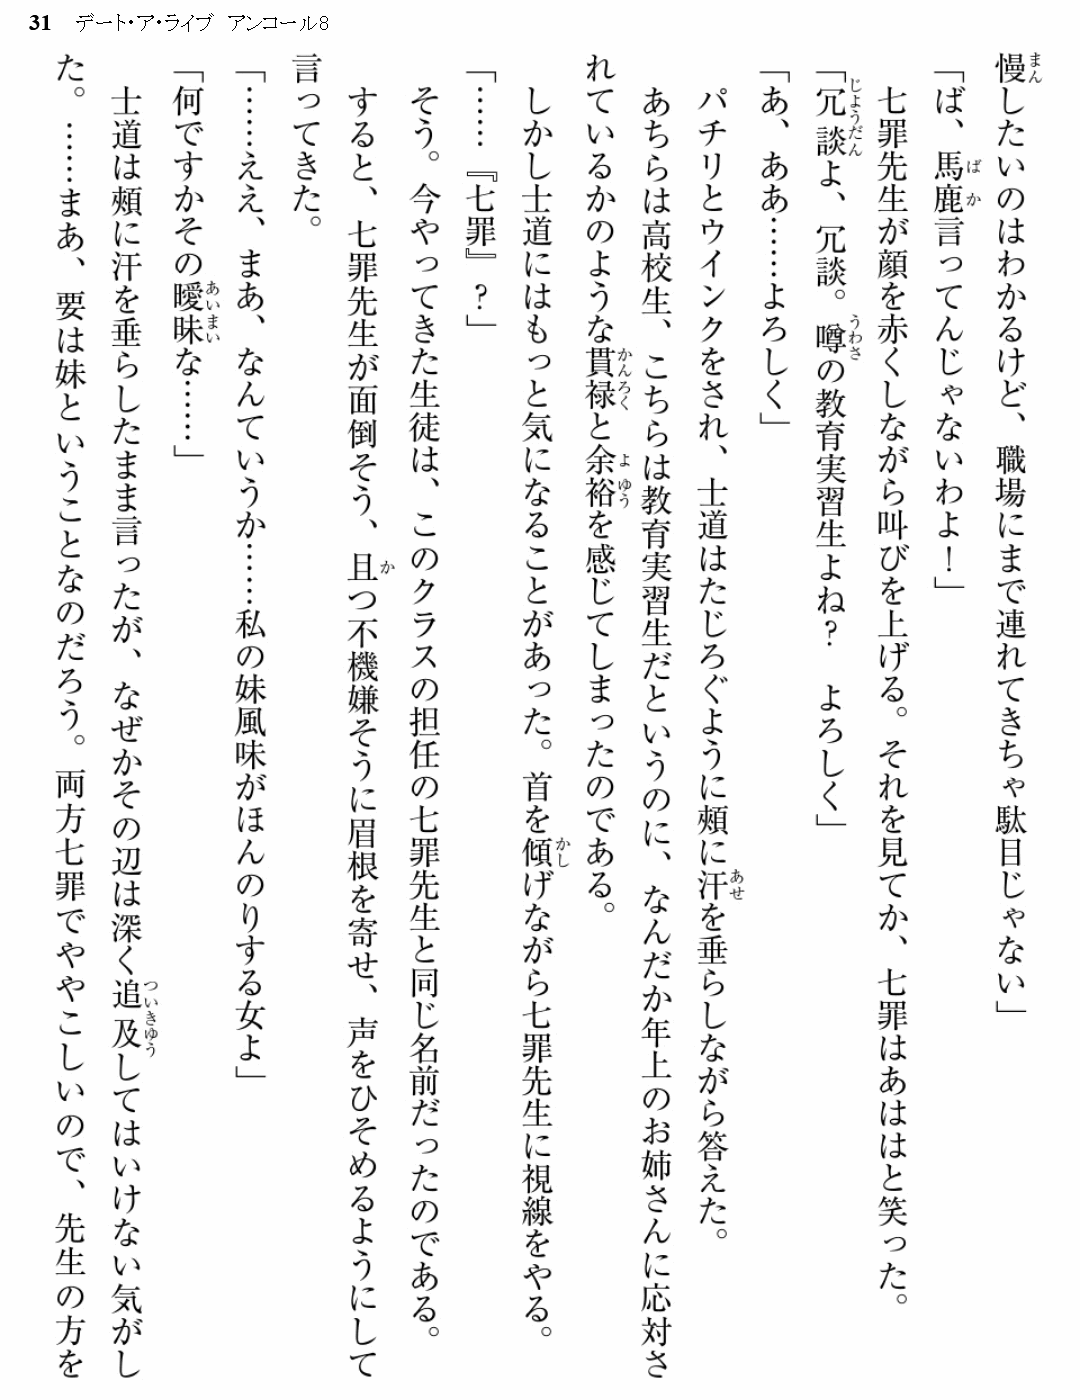 31 デート・ア・ライブ アンコール8
慢したいのはわかるけど、職場にまで連れてきちゃ駄目じゃない」
「ば、馬鹿言ってんじゃないわよ！」
　七罪先生が顔を赤くしながら叫びを上げる。それを見てか、七罪はあははと笑った。
「冗談よ、冗談。噂の教育実習生よね？　よろしく」
「あ、ああ……よろしく」
　パチリとウインクをされ、士道はたじろぐように頰に汗を垂らしながら答えた。
　あちらは高校生、こちらは教育実習生だというのに、なんだか年上のお姉さんに応対さ
れているかのような貫禄と余裕を感じてしまったのである。
　しかし士道にはもっと気になることがあった。首を傾げながら七罪先生に視線をやる。
「……『七罪』？」
　そう。今やってきた生徒は、このクラスの担任の七罪先生と同じ名前だったのである。
　すると、七罪先生が面倒そう、且つ不機嫌そうに眉根を寄せ、声をひそめるようにして
言ってきた。
「……ええ、まあ、なんていうか……私の妹風味がほんのりする女よ」
「何ですかその曖昧な……」
　士道は頰に汗を垂らしたまま言ったが、なぜかその辺は深く追及してはいけない気がし
た。……まあ、要は妹ということなのだろう。両方七罪でややこしいので、先生の方を